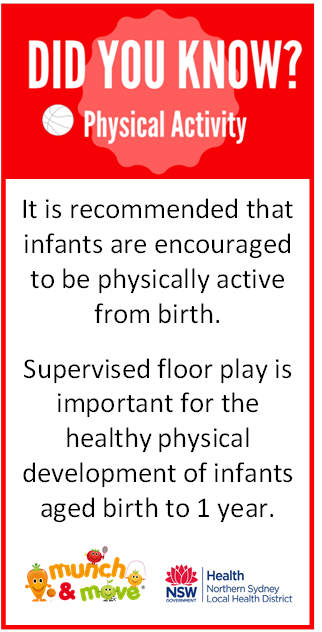 DID YOU KNOW?
Physical Activity
It is recommended that
infants are encouraged
to be physically active
from birth.
Supervised floor play is
important for the
healthy physical
development of infants
aged birth to 1 year.
munch
& move
NSW
GOVERNMENT
Health
Northern Sydney
Local Health District